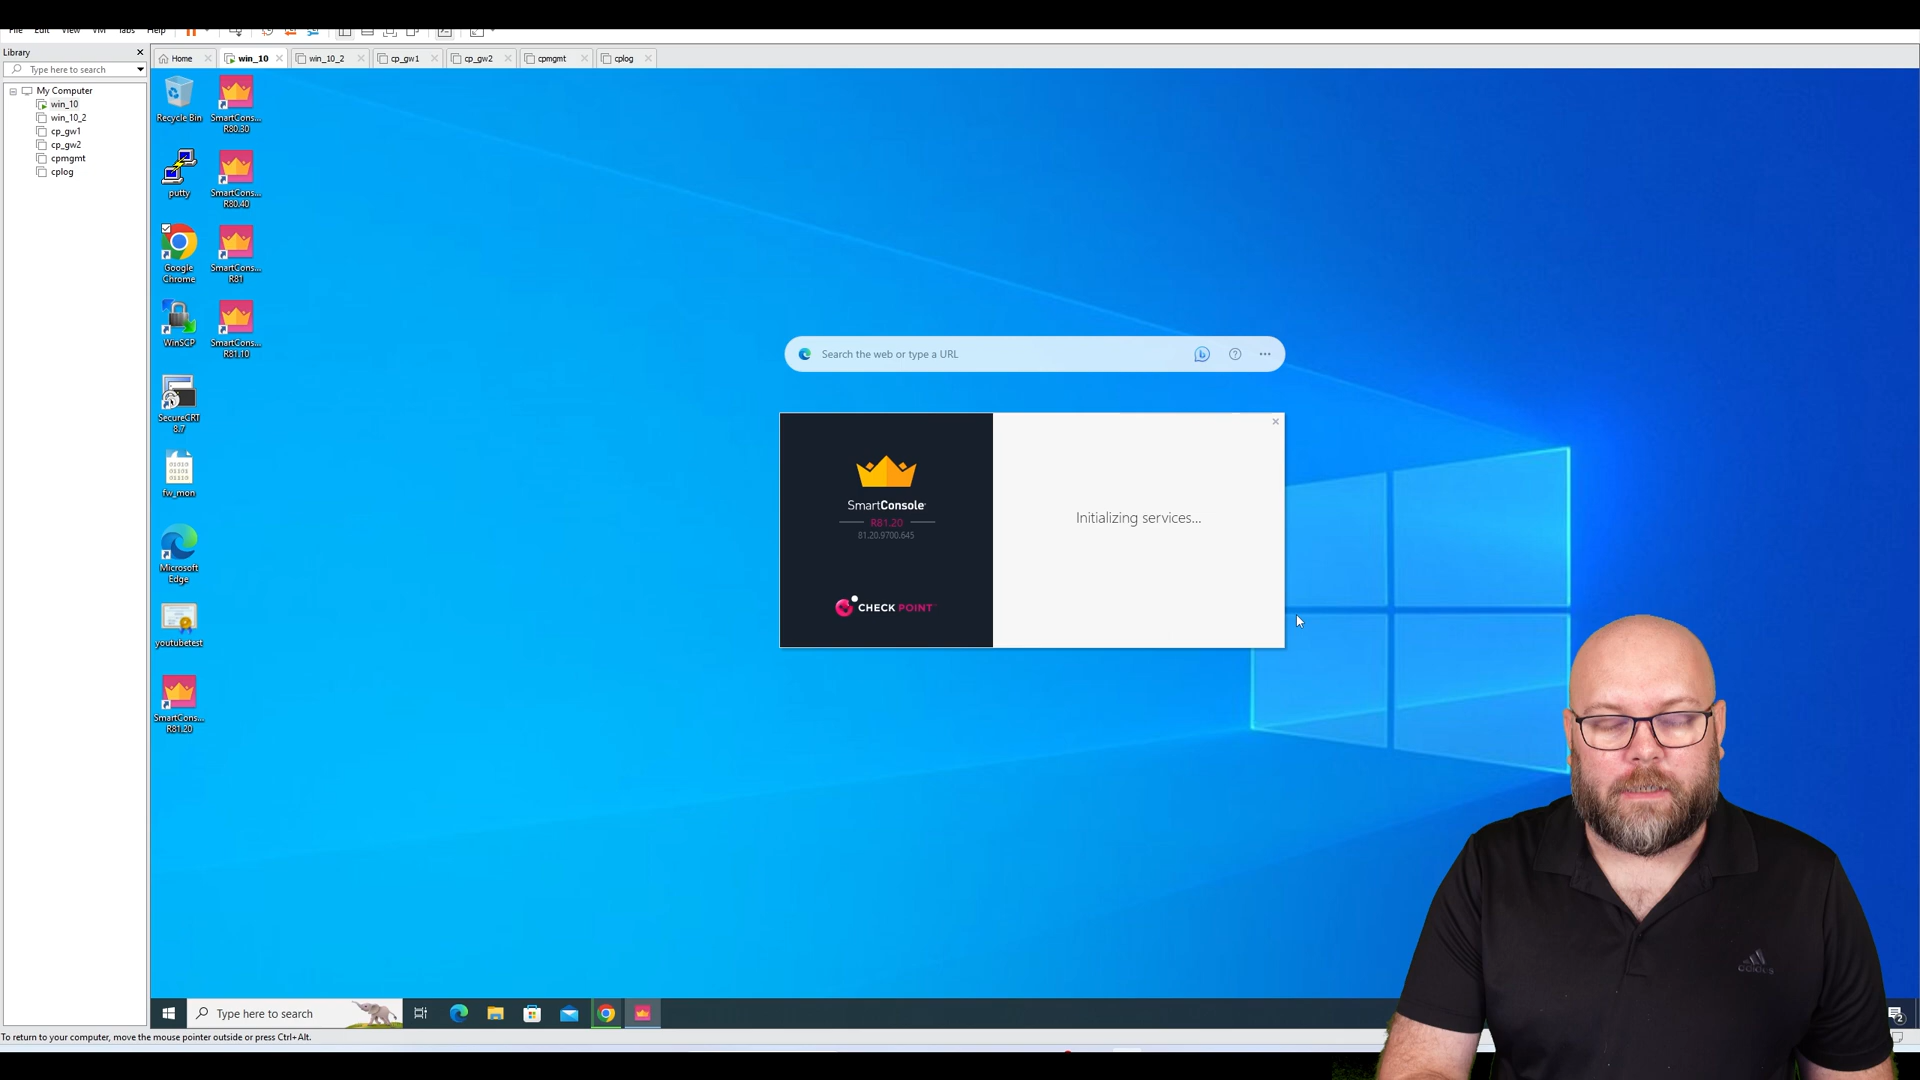 File Edit View VM Tabs Help
Library
Type here to search
My Computer
win_10
win_10_2
cp_gw1
cp_gw2
cpmgmt
cplog
Home
win_10
win_10_2
cp_gw1
cp_gw2
cpmgmt
cplog
Recycle Bin
SmartCons...
R80.30
putty
SmartCons...
R80.40
Google
Chrome
SmartCons...
R81
WinSCP
SmartCons...
R81.10
SecureCRT
8.7
fw_mon
Microsoft
Edge
youtubetest
SmartCons...
R81.20
Search the web or type a URL
SmartConsole
R81.20
81.20.9700.645
CHECK POINT
Initializing services...
adidas
Type here to search
2
To return to your computer, move the mouse pointer outside or press Ctrl+Alt.